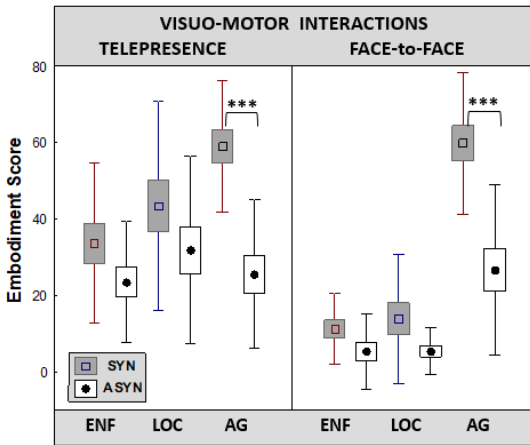 VISUO-MOTOR INTERACTIONS
TELEPRESENCE FACE-to-FACE
80
60
40
20
0
Embodiment Score
***
***
SYN
ASYN
ENF LOC AG ENF LOC AG